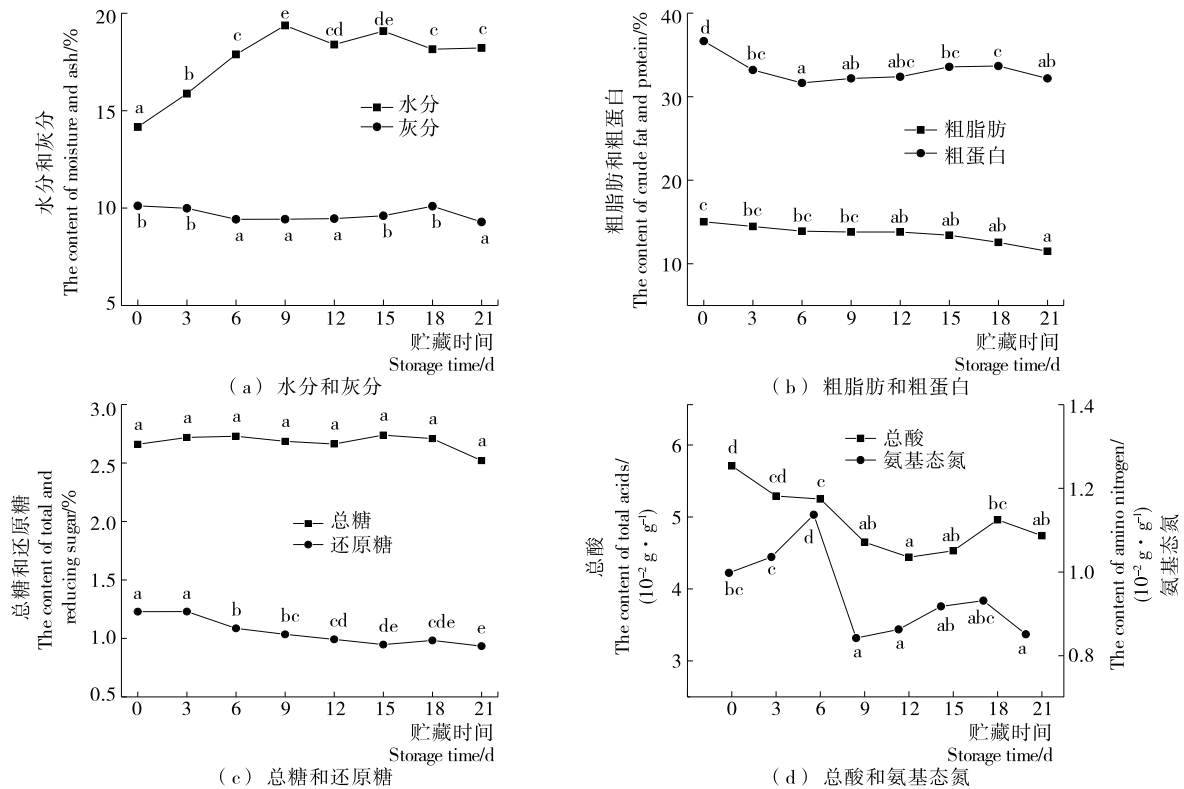 水分和灰分
The content of moisture and ash/%
20
15
10
5
a
b
c
e
cd
de
c
c
水分
灰分
b
b
a
a
a
b
b
a
0 3 6 9 12 15 18 21
贮藏时间
Storage time/d
(a) 水分和灰分
粗脂肪和粗蛋白
The content of crude fat and protein/%
40
30
20
10
d
bc
a
ab
abc
bc
c
ab
粗脂肪
粗蛋白
c
bc
bc
bc
ab
ab
ab
a
0 3 6 9 12 15 18 21
贮藏时间
Storage time/d
(b) 粗脂肪和粗蛋白
总糖和还原糖
The content of total and
reducing sugar/%
3.0
2.5
2.0
1.5
1.0
0.5
a
a
a
a
a
a
a
a
总糖
还原糖
a
a
b
bc
cd
de
cde
e
0 3 6 9 12 15 18 21
贮藏时间
Storage time/d
(c) 总糖和还原糖
总酸
The content of total acids/
(10⁻² g·g⁻¹)
6
5
4
3
d
cd
c
ab
a
ab
bc
ab
总酸
氨基态氮
bc
c
d
a
a
ab
abc
a
1.4
1.2
1.0
0.8
The content of amino nitrogen/
(10⁻² g·g⁻¹)
氨基态氮
0 3 6 9 12 15 18 21
贮藏时间
Storage time/d
(d) 总酸和氨基态氮